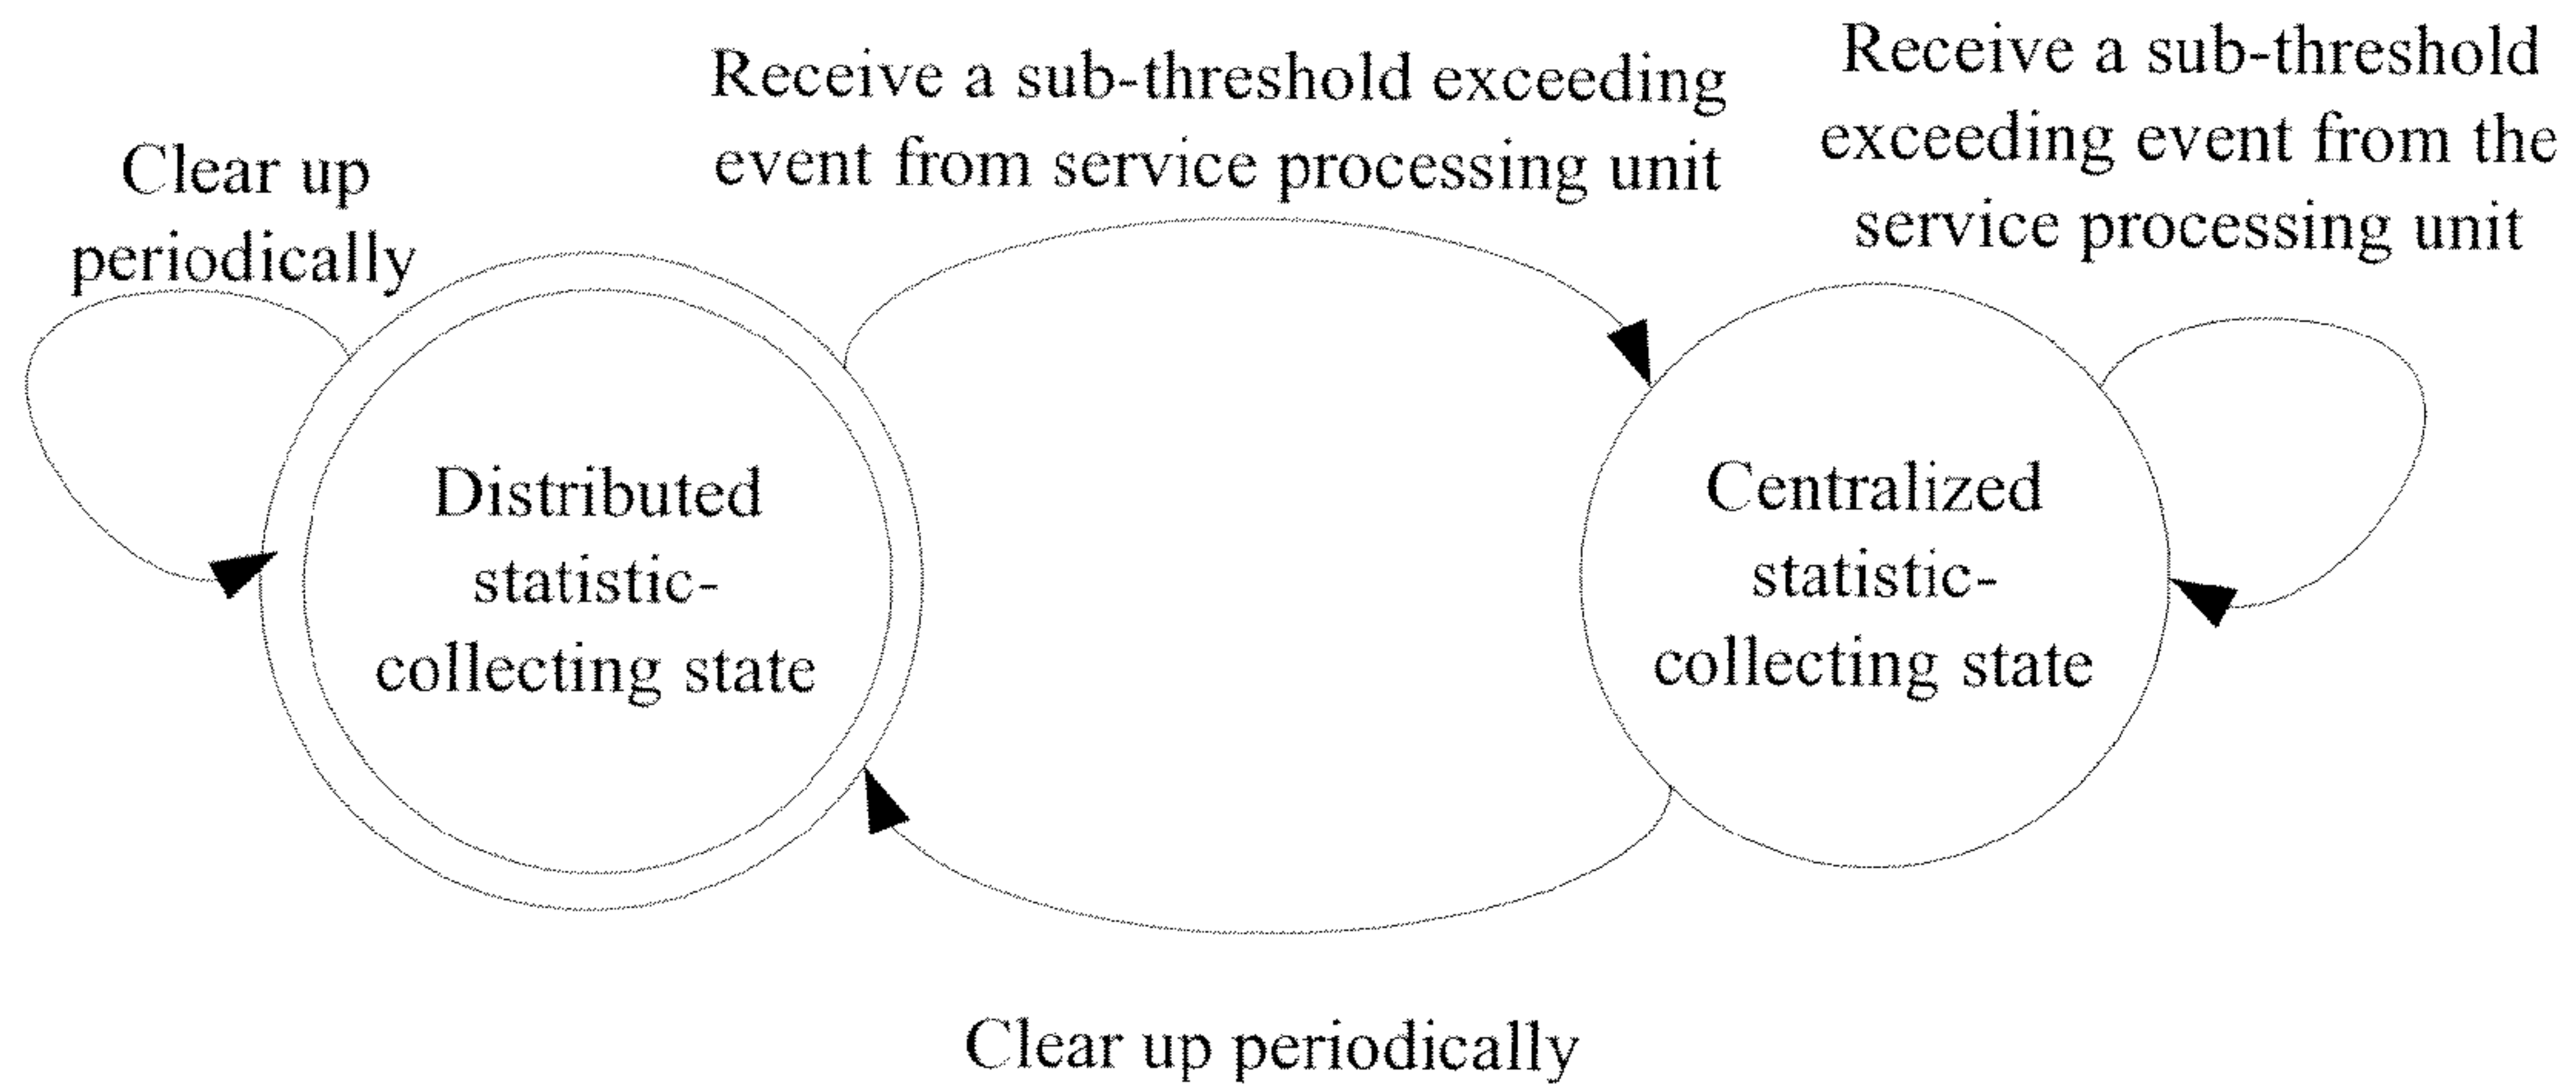 Clear up
periodically
Receive a sub-threshold exceeding
event from service processing unit
Receive a sub-threshold
exceeding event from the
service processing unit
Distributed
statistic-
collecting state
Centralized
statistic-
collecting state
Clear up periodically